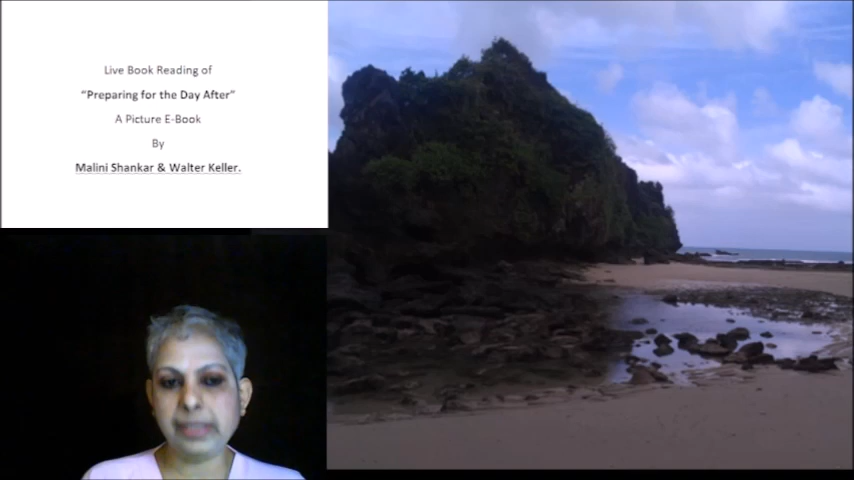 Live Book Reading of
“Preparing for the Day After”
A Picture E-Book
By
Malini Shankar & Walter Keller.